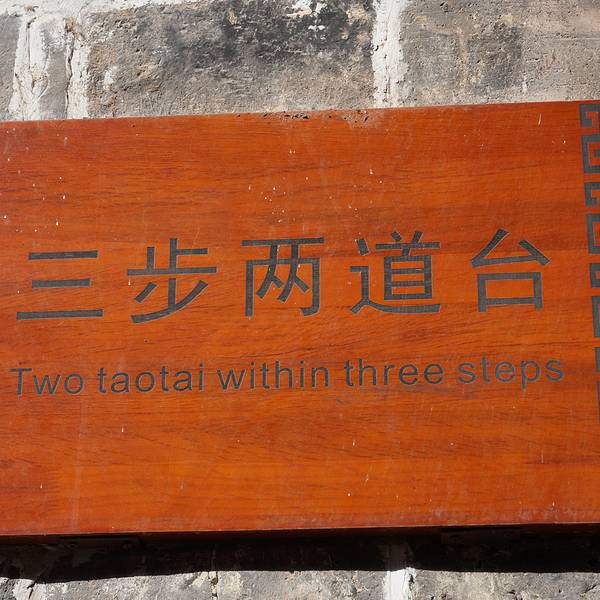 三步两道台
Two taotai within three steps